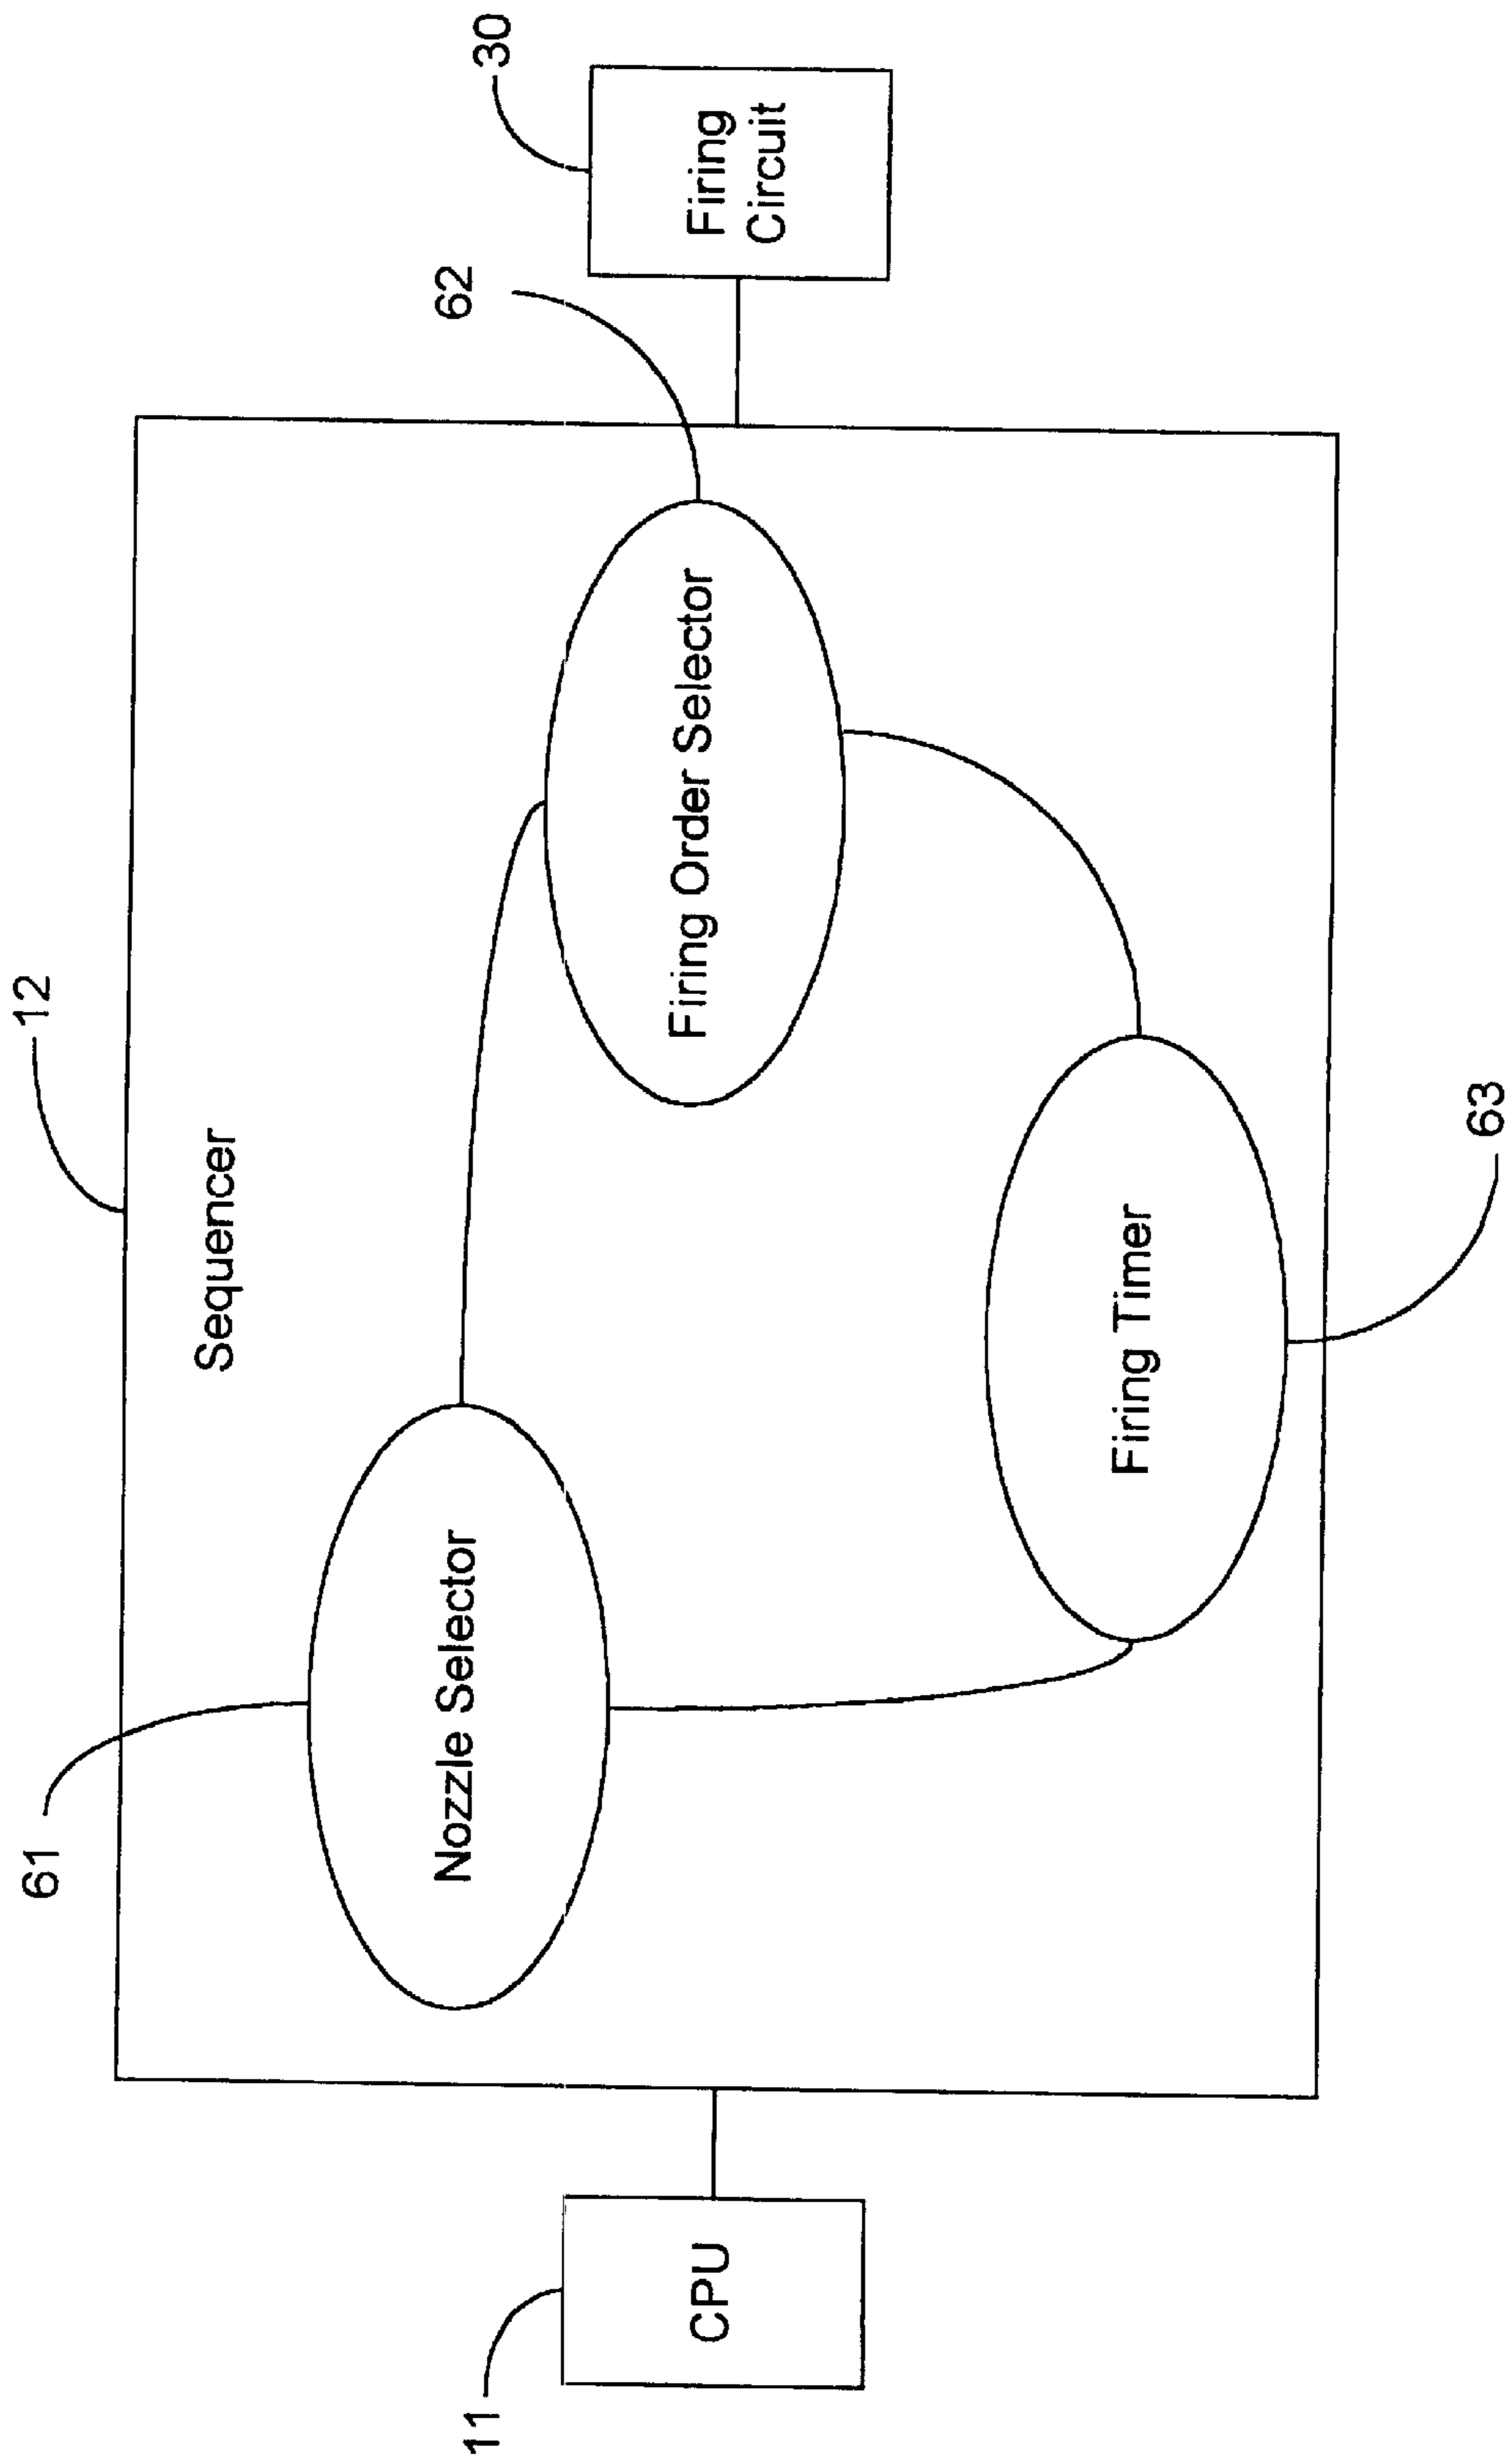 12
Sequencer
61
Nozzle Selector
62
Firing Order Selector
30
Firing
Circuit
11
CPU
Firing Timer
63